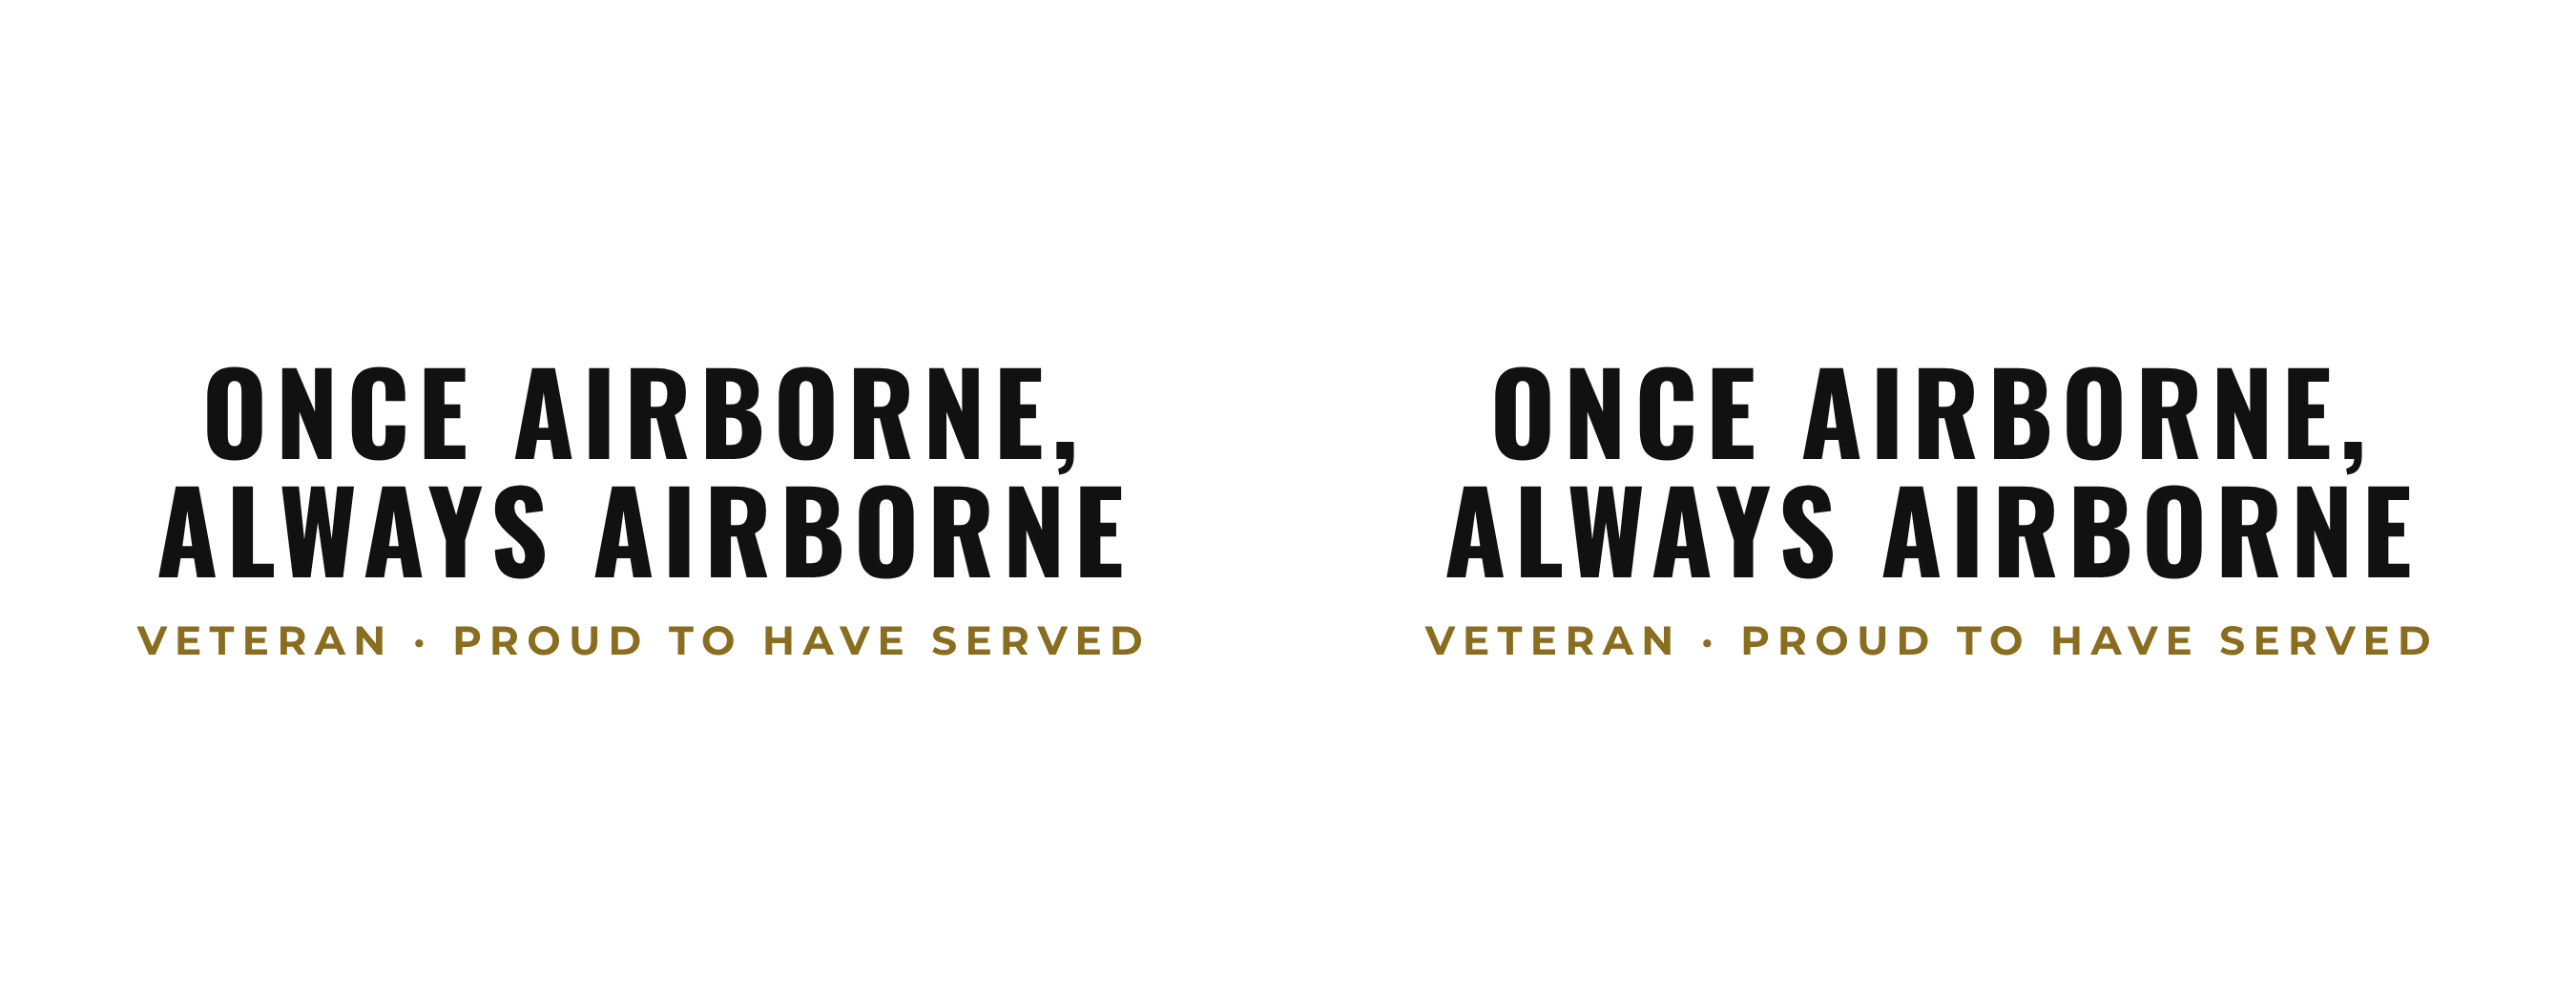 ONCE AIRBORNE,
ALWAYS AIRBORNE
VETERAN · PROUD TO HAVE SERVED
ONCE AIRBORNE,
ALWAYS AIRBORNE
VETERAN · PROUD TO HAVE SERVED